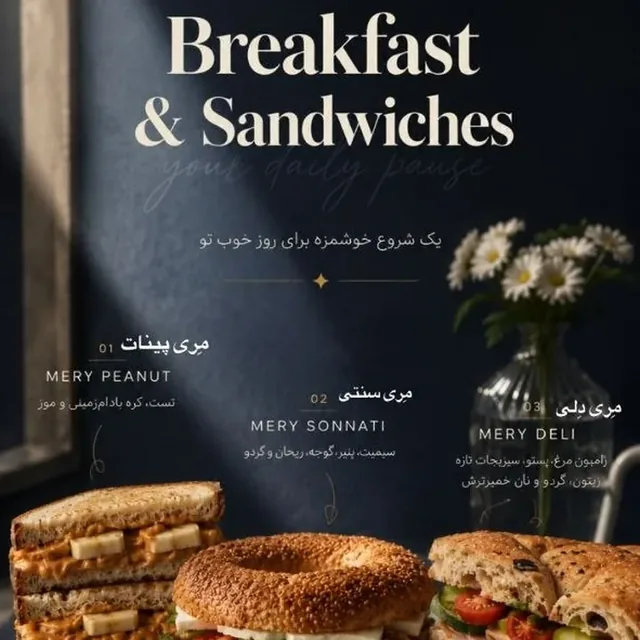 Breakfast
& Sandwiches
your daily pause
یک شروع خوشمزه برای روز خوب تو
01 مِری پینات
MERY PEANUT
تست، کره بادام‌زمینی و موز
02 مِری سنتی
MERY SONNATI
سیمیت، پنیر، گوجه، ریحان و گردو
03 مِری دِلی
MERY DELI
ژامبون مرغ، پستو، سبزیجات تازه
زیتون، گردو و نان خمیرترش